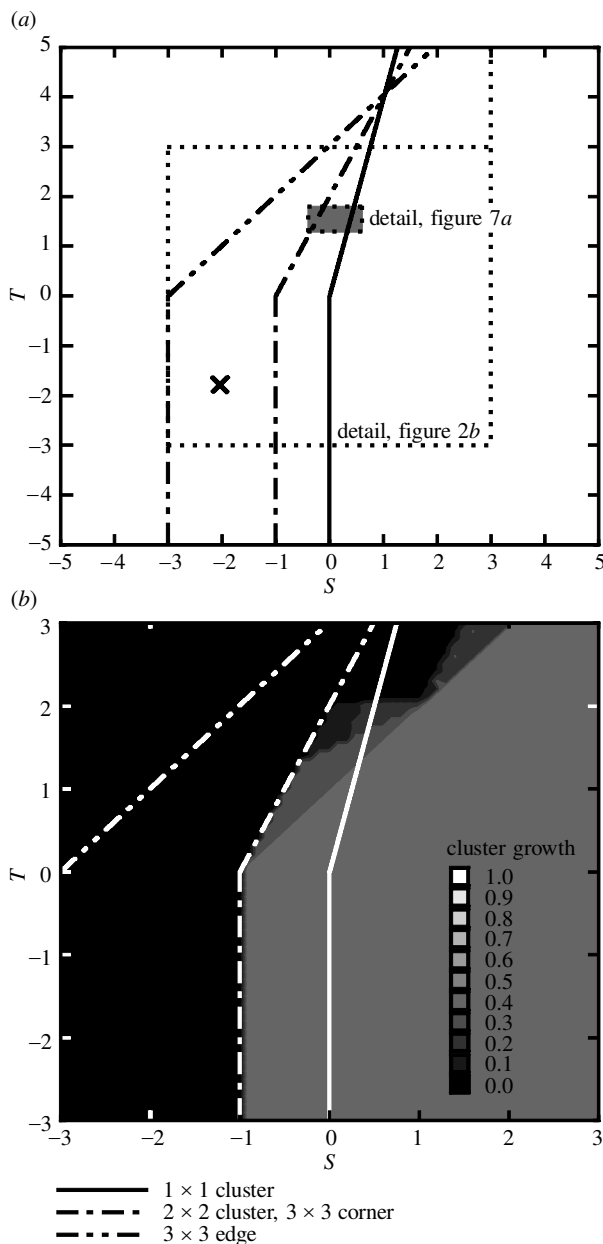 (a)
5
4
3
2
1
0
−1
−2
−3
−4
5
T
detail, figure 7a
detail, figure 2b
−5 −4 −3 −2 −1 0 1 2 3 4 5
S
(b)
3
2
1
0
−1
−2
−3
T
cluster growth
1.0
0.9
0.8
0.7
0.6
0.5
0.4
0.3
0.2
0.1
0.0
−3 −2 −1 0 1 2 3
S
1 × 1 cluster
2 × 2 cluster, 3 × 3 corner
3 × 3 edge